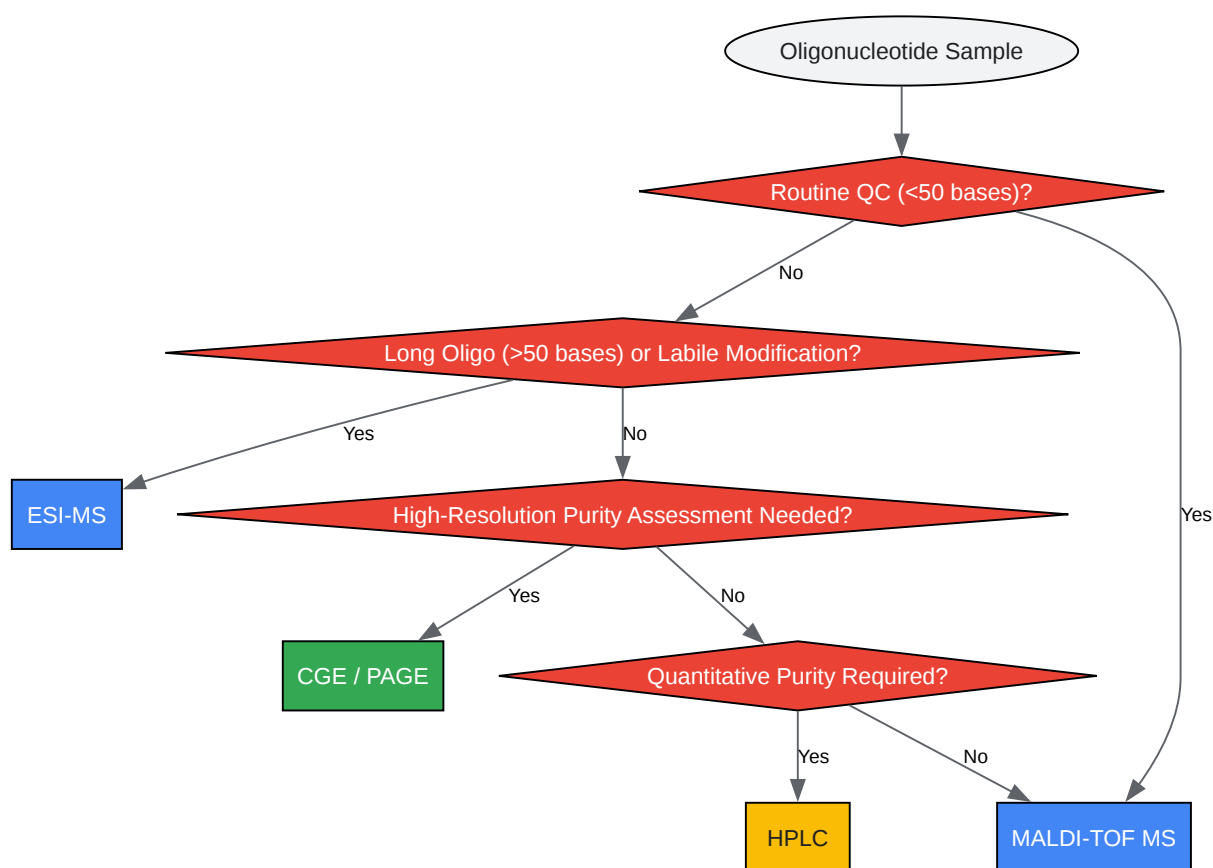 Oligonucleotide Sample
Routine QC (<50 bases)?
No
Long Oligo (>50 bases) or Labile Modification?
Yes
No
High-Resolution Purity Assessment Needed?
Yes
ESI-MS
Yes
No
CGE / PAGE
Quantitative Purity Required?
Yes
No
HPLC
MALDI-TOF MS